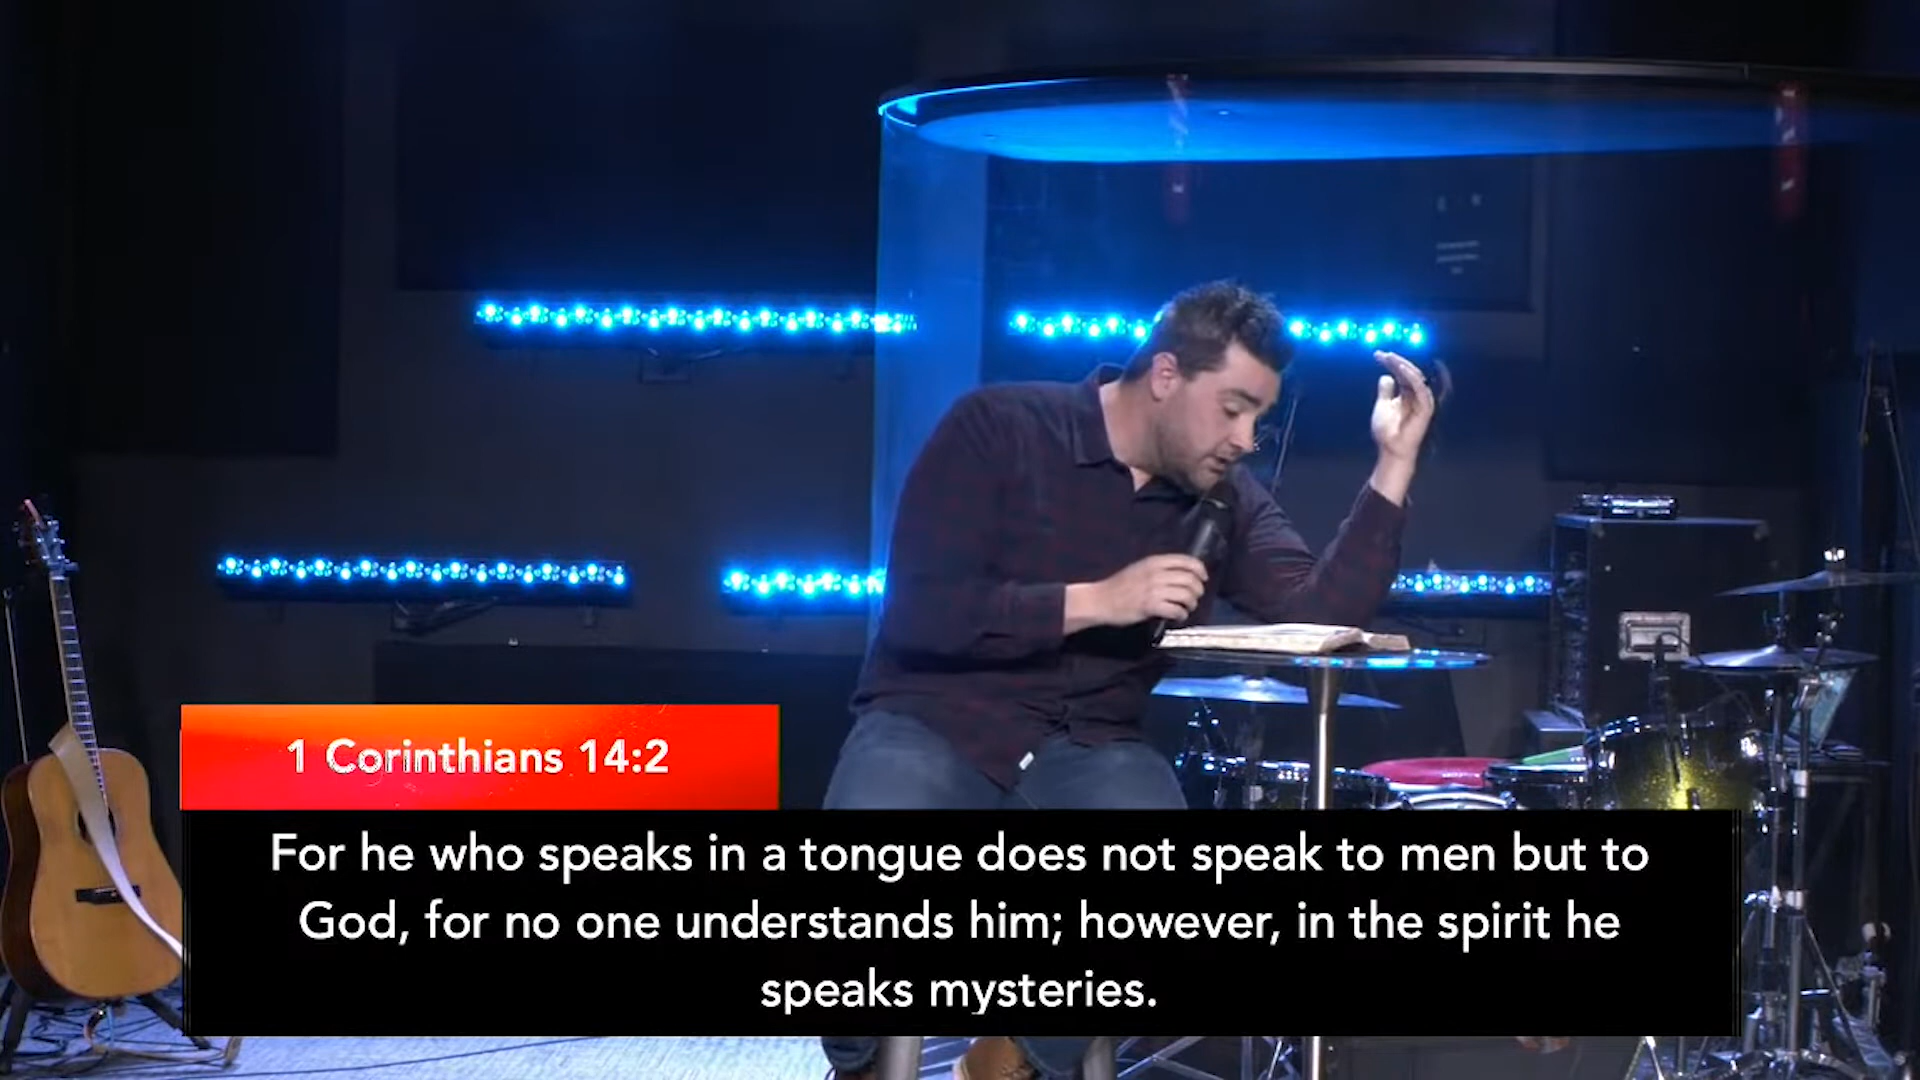 1 Corinthians 14:2
For he who speaks in a tongue does not speak to men but to
God, for no one understands him; however, in the spirit he
speaks mysteries.